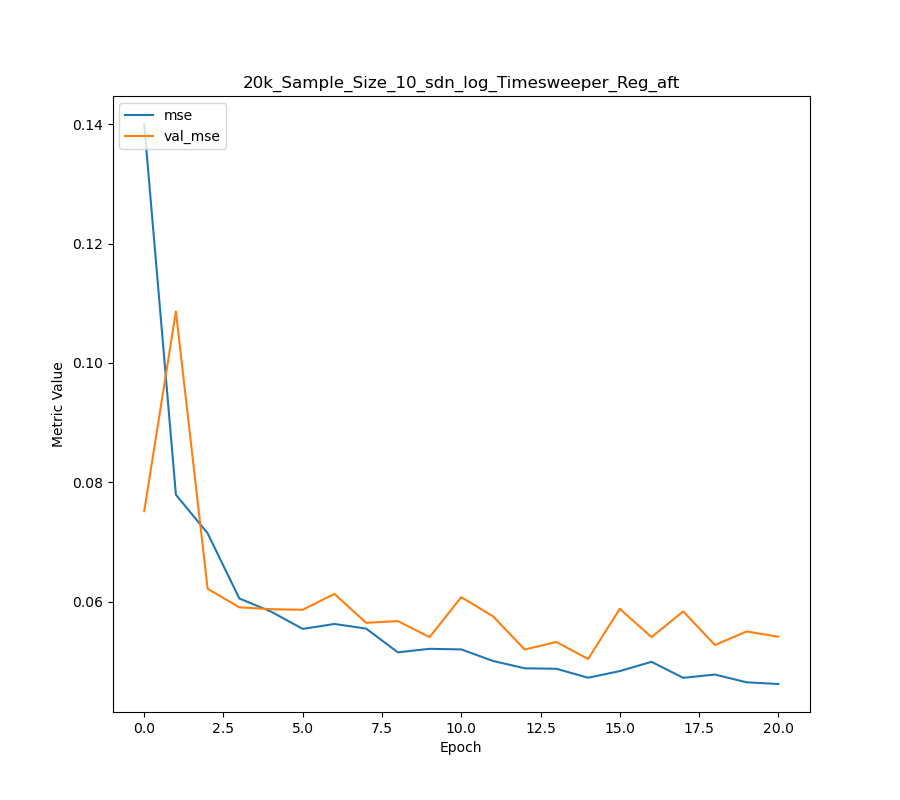 20k_Sample_Size_10_sdn_log_Timesweeper_Reg_aft
mse
val_mse
0.14
0.12
0.10
0.08
0.06
Metric Value
0.0 2.5 5.0 7.5 10.0 12.5 15.0 17.5 20.0
Epoch